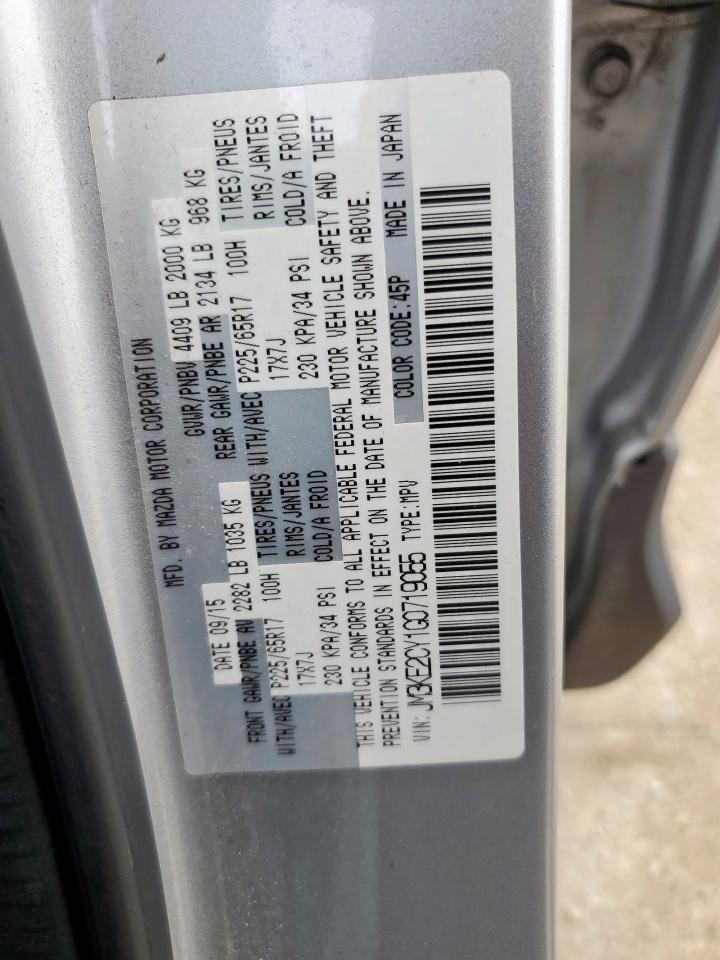 MFD. BY MAZDA MOTOR CORPORATION
DATE 09/15 GVWR/PNBV 4409 LB 2000 KG
FRONT GAWR/PNBE AV 2282 LB 1035 KG REAR GAWR/PNBE AR 2134 LB 968 KG
WITH/AVEC P225/65R17 100H TIRES/PNEUS WITH/AVEC P225/65R17 100H TIRES/PNEUS
17X7J RIMS/JANTES 17X7J RIMS/JANTES
230 KPA/34 PSI COLD/A FROID 230 KPA/34 PSI COLD/A FROID
THIS VEHICLE CONFORMS TO ALL APPLICABLE FEDERAL MOTOR VEHICLE SAFETY AND THEFT
PREVENTION STANDARDS IN EFFECT ON THE DATE OF MANUFACTURE SHOWN ABOVE.
VIN: JM3KE2CY1G0719055 TYPE:MPV COLOR CODE:45P MADE IN JAPAN